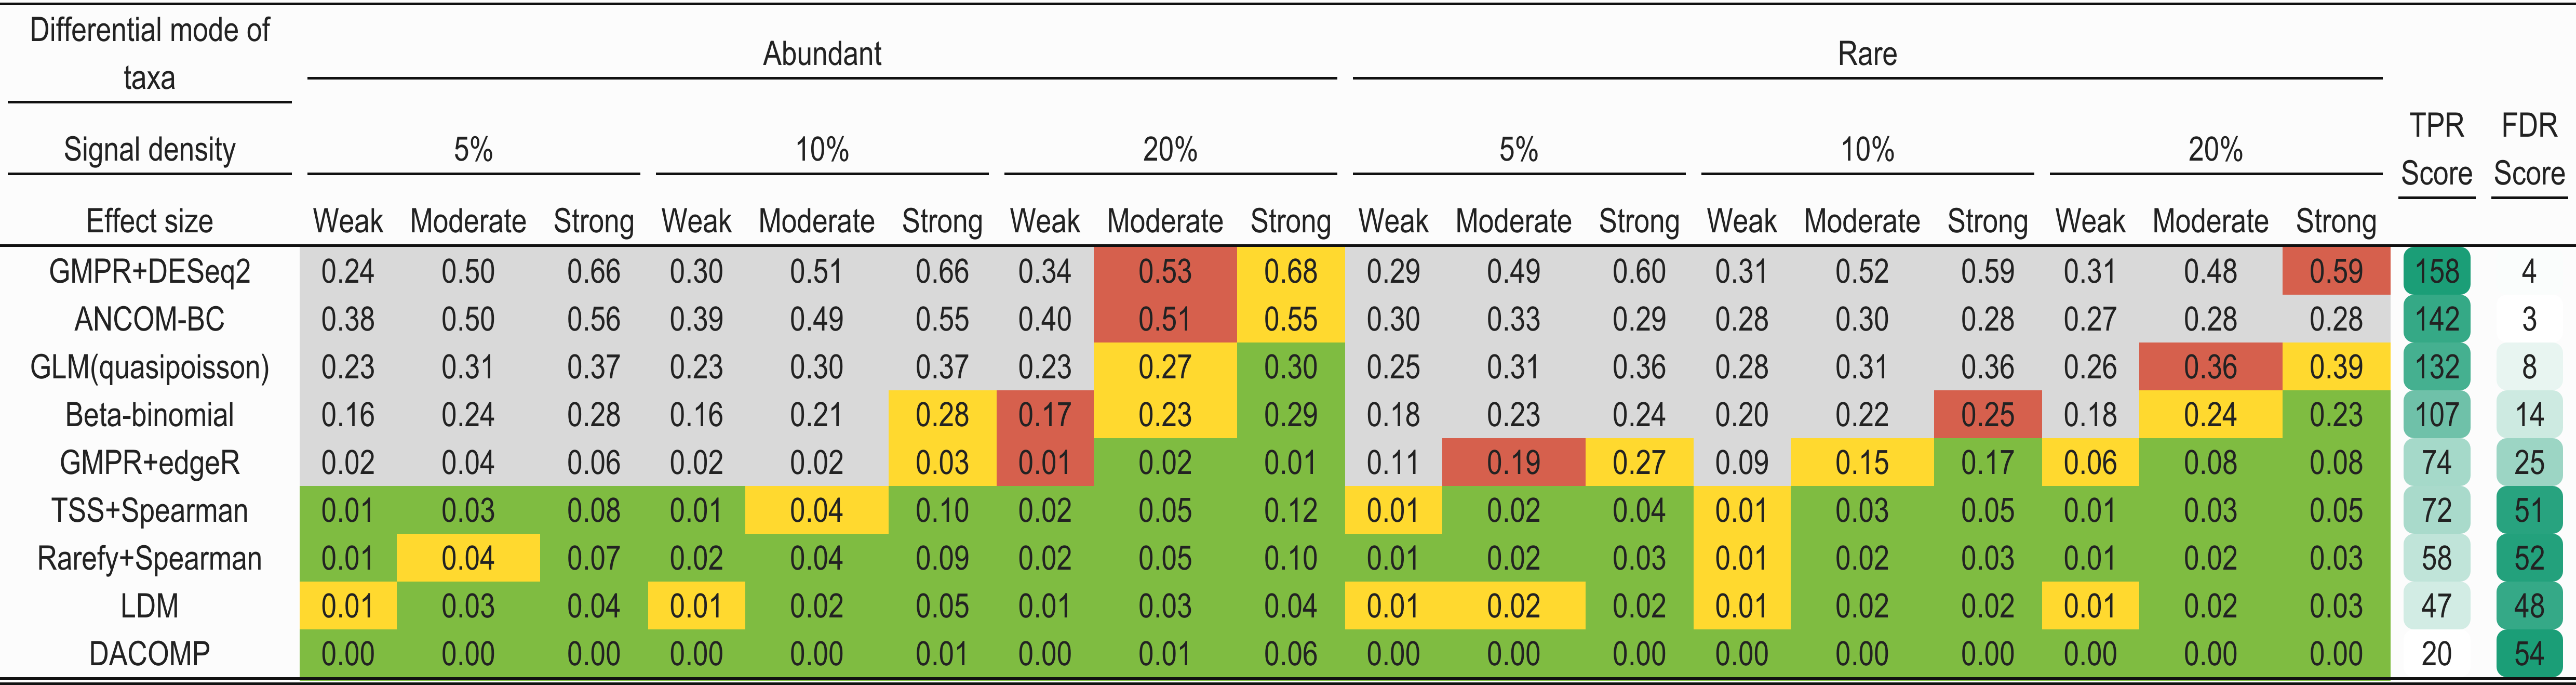 Differential mode of
taxa
Abundant Rare
Signal density 5% 10% 20% 5% 10% 20% TPR Score FDR Score
Effect size Weak Moderate Strong Weak Moderate Strong Weak Moderate Strong Weak Moderate Strong Weak Moderate Strong Weak Moderate Strong
GMPR+DESeq2 0.24 0.50 0.66 0.30 0.51 0.66 0.34 0.53 0.68 0.29 0.49 0.60 0.31 0.52 0.59 0.31 0.48 0.59 158 4
ANCOM-BC 0.38 0.50 0.56 0.39 0.49 0.55 0.40 0.51 0.55 0.30 0.33 0.29 0.28 0.30 0.28 0.27 0.28 0.28 142 3
GLM(quasipoisson) 0.23 0.31 0.37 0.23 0.30 0.37 0.23 0.27 0.30 0.25 0.31 0.36 0.28 0.31 0.36 0.26 0.36 0.39 132 8
Beta-binomial 0.16 0.24 0.28 0.16 0.21 0.28 0.17 0.23 0.29 0.18 0.23 0.24 0.20 0.22 0.25 0.18 0.24 0.23 107 14
GMPR+edgeR 0.02 0.04 0.06 0.02 0.02 0.03 0.01 0.02 0.01 0.11 0.19 0.27 0.09 0.15 0.17 0.06 0.08 0.08 74 25
TSS+Spearman 0.01 0.03 0.08 0.01 0.04 0.10 0.02 0.05 0.12 0.01 0.02 0.04 0.01 0.03 0.05 0.01 0.03 0.05 72 51
Rarefy+Spearman 0.01 0.04 0.07 0.02 0.04 0.09 0.02 0.05 0.10 0.01 0.02 0.03 0.01 0.02 0.03 0.01 0.02 0.03 58 52
LDM 0.01 0.03 0.04 0.01 0.02 0.05 0.01 0.03 0.04 0.01 0.02 0.02 0.01 0.02 0.02 0.01 0.02 0.03 47 48
DACOMP 0.00 0.00 0.00 0.00 0.00 0.01 0.00 0.01 0.06 0.00 0.00 0.00 0.00 0.00 0.00 0.00 0.00 0.00 20 54